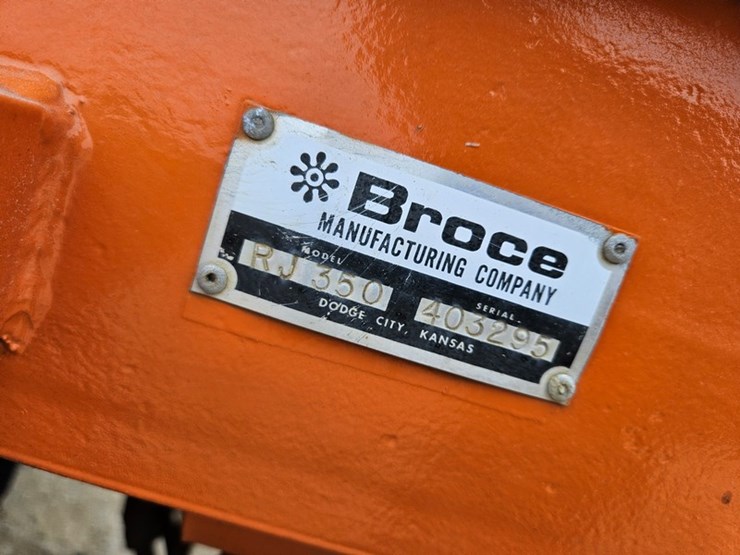 Broce
MANUFACTURING COMPANY
MODEL SERIAL
RJ 350 403295
DODGE CITY, KANSAS